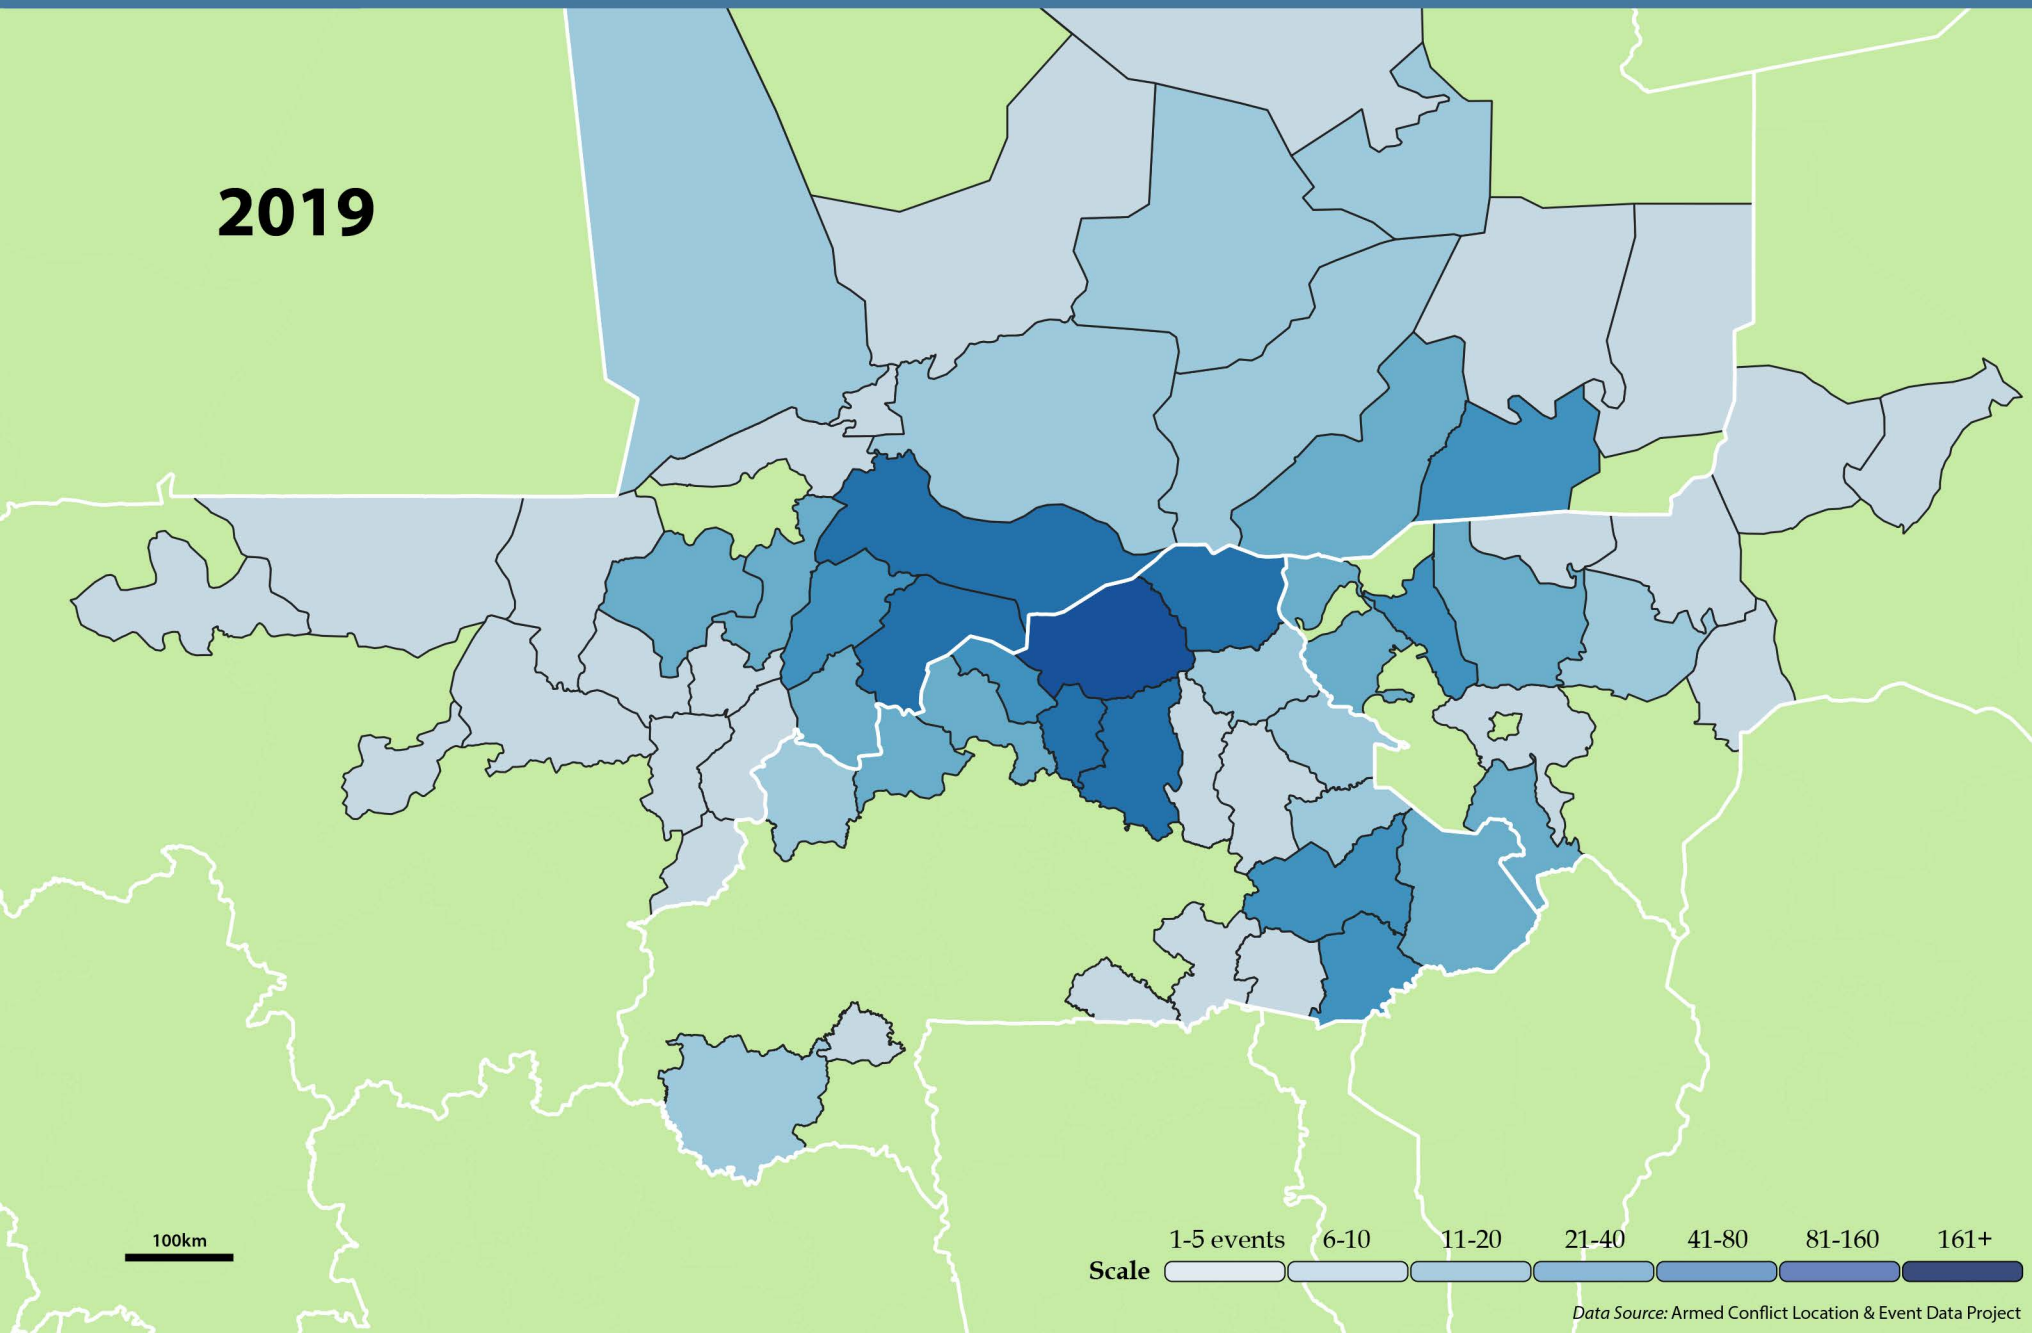 2019
100km
1-5 events 6-10 11-20 21-40 41-80 81-160 161+
Scale
Data Source: Armed Conflict Location & Event Data Project